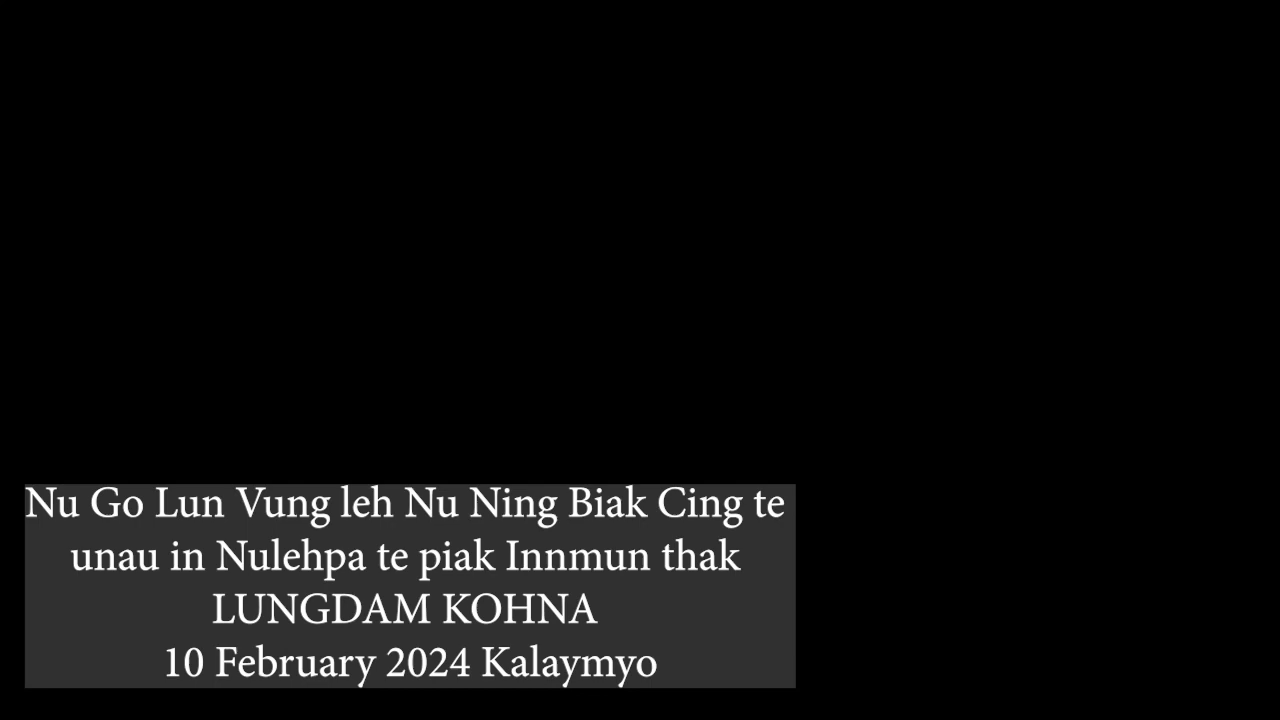 Nu Go Lun Vung leh Nu Ning Biak Cing te
unau in Nulehpa te piak Innmun thak
LUNGDAM KOHNA
10 February 2024 Kalaymyo